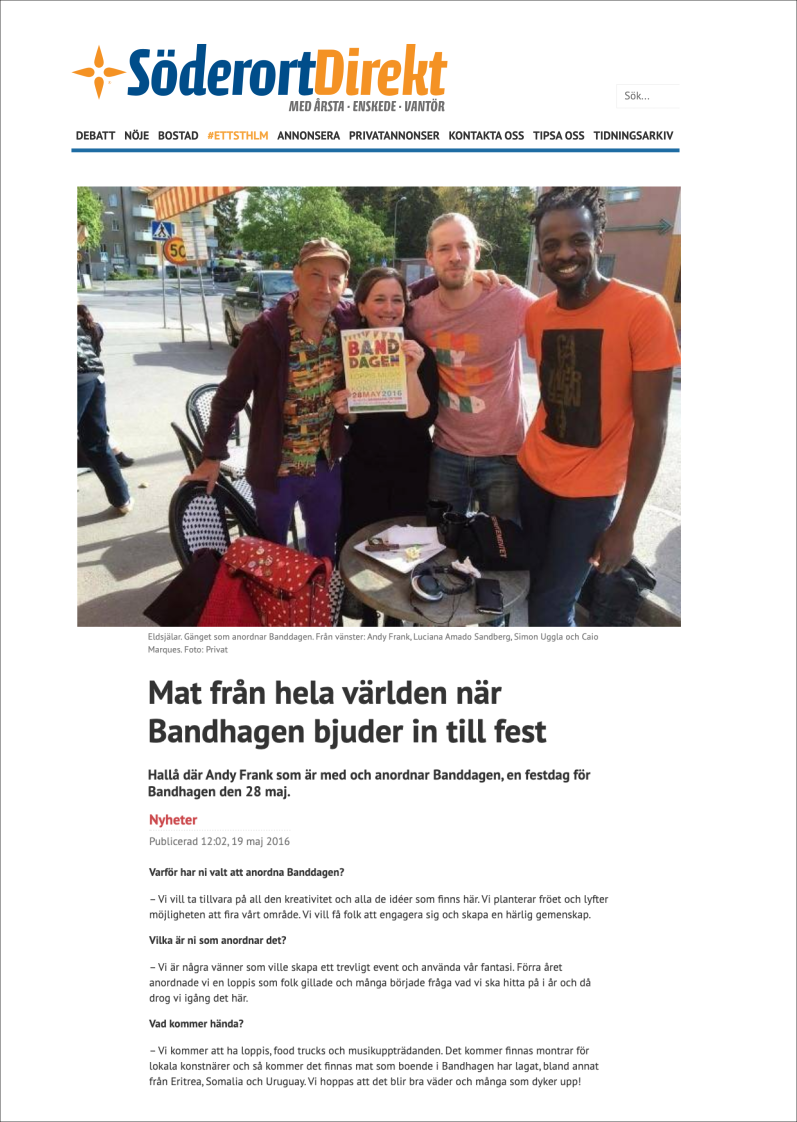 SöderortDirekt
MED ÅRSTA · ENSKEDE · VANTÖR
Sök...
DEBATT NÖJE BOSTAD #ETTSTHLM ANNONSERA PRIVATANNONSER KONTAKTA OSS TIPSA OSS TIDNINGSARKIV
50
BAND
DAGEN
28MAY2016
Eldsjälar. Gänget som anordnar Banddagen. Från vänster: Andy Frank, Luciana Amado Sandberg, Simon Uggla och Caio
Marques. Foto: Privat
Mat från hela världen när
Bandhagen bjuder in till fest
Hallå där Andy Frank som är med och anordnar Banddagen, en festdag för
Bandhagen den 28 maj.
Nyheter
Publicerad 12:02, 19 maj 2016
Varför har ni valt att anordna Banddagen?
– Vi vill ta tillvara på all den kreativitet och alla de idéer som finns här. Vi planterar fröet och lyfter
möjligheten att fira vårt område. Vi vill få folk att engagera sig och skapa en härlig gemenskap.
Vilka är ni som anordnar det?
– Vi är några vänner som ville skapa ett trevligt event och använda vår fantasi. Förra året
anordnade vi en loppis som folk gillade och många började fråga vad vi ska hitta på i år och då
drog vi igång det här.
Vad kommer hända?
– Vi kommer att ha loppis, food trucks och musikuppträdanden. Det kommer finnas montrar för
lokala konstnärer och så kommer det finnas mat som boende i Bandhagen har lagat, bland annat
från Eritrea, Somalia och Uruguay. Vi hoppas att det blir bra väder och många som dyker upp!